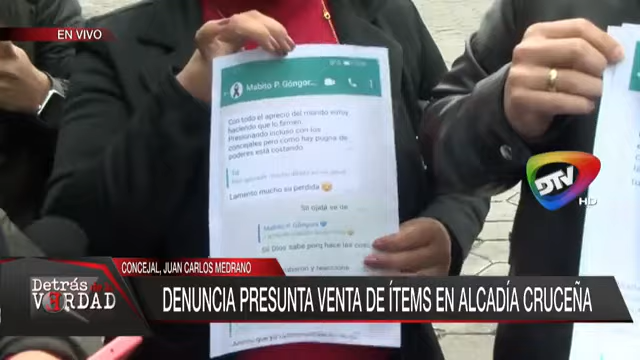 EN VIVO
Mabito P. Góngor...
Con todo el aprecio del mundo estoy
haciendo que lo firmen
Presionando incluso con los
concejales pero como hay pugna de
poderes está costando
Lamento mucho su perdida
Si ojalá ve de
Mabito P. Góngora
Si Dios sabe porq hace las cosas
DTV
HD
CONCEJAL, JUAN CARLOS MEDRANO
Detrás de la
VERDAD
DENUNCIA PRESUNTA VENTA DE ÍTEMS EN ALCADÍA CRUCEÑA